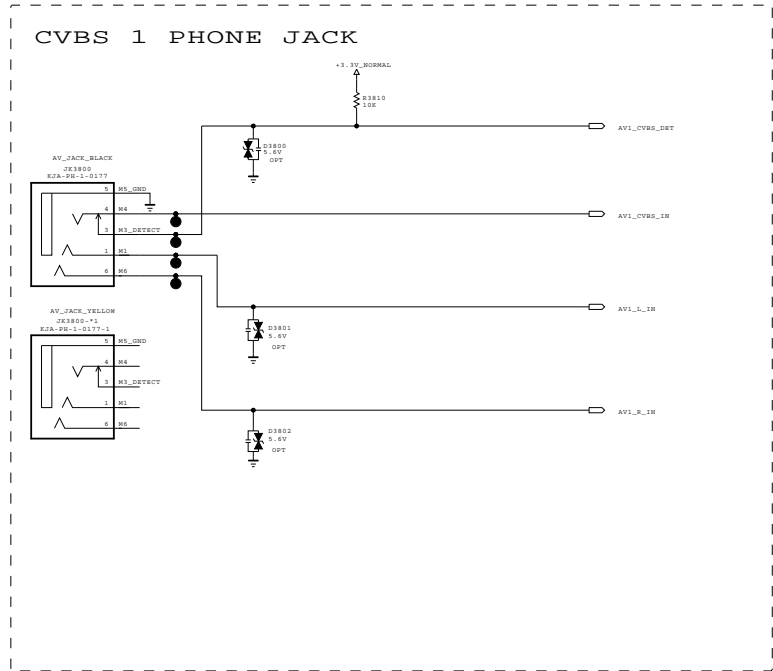 CVBS 1 PHONE JACK
+3.3V_NORMAL
R3810
10K
AV1_CVBS_DET
D3800
5.6V
OPT
AV_JACK_BLACK
JK3800
KJA-PH-1-0177
5 M5_GND
4 M4
AV1_CVBS_IN
3 M3_DETECT
1 M1
6 M6
AV1_L_IN
AV_JACK_YELLOW
JK3800-*1
KJA-PH-1-0177-1
D3801
5.6V
OPT
5 M5_GND
4 M4
3 M3_DETECT
1 M1
6 M6
AV1_R_IN
D3802
5.6V
OPT